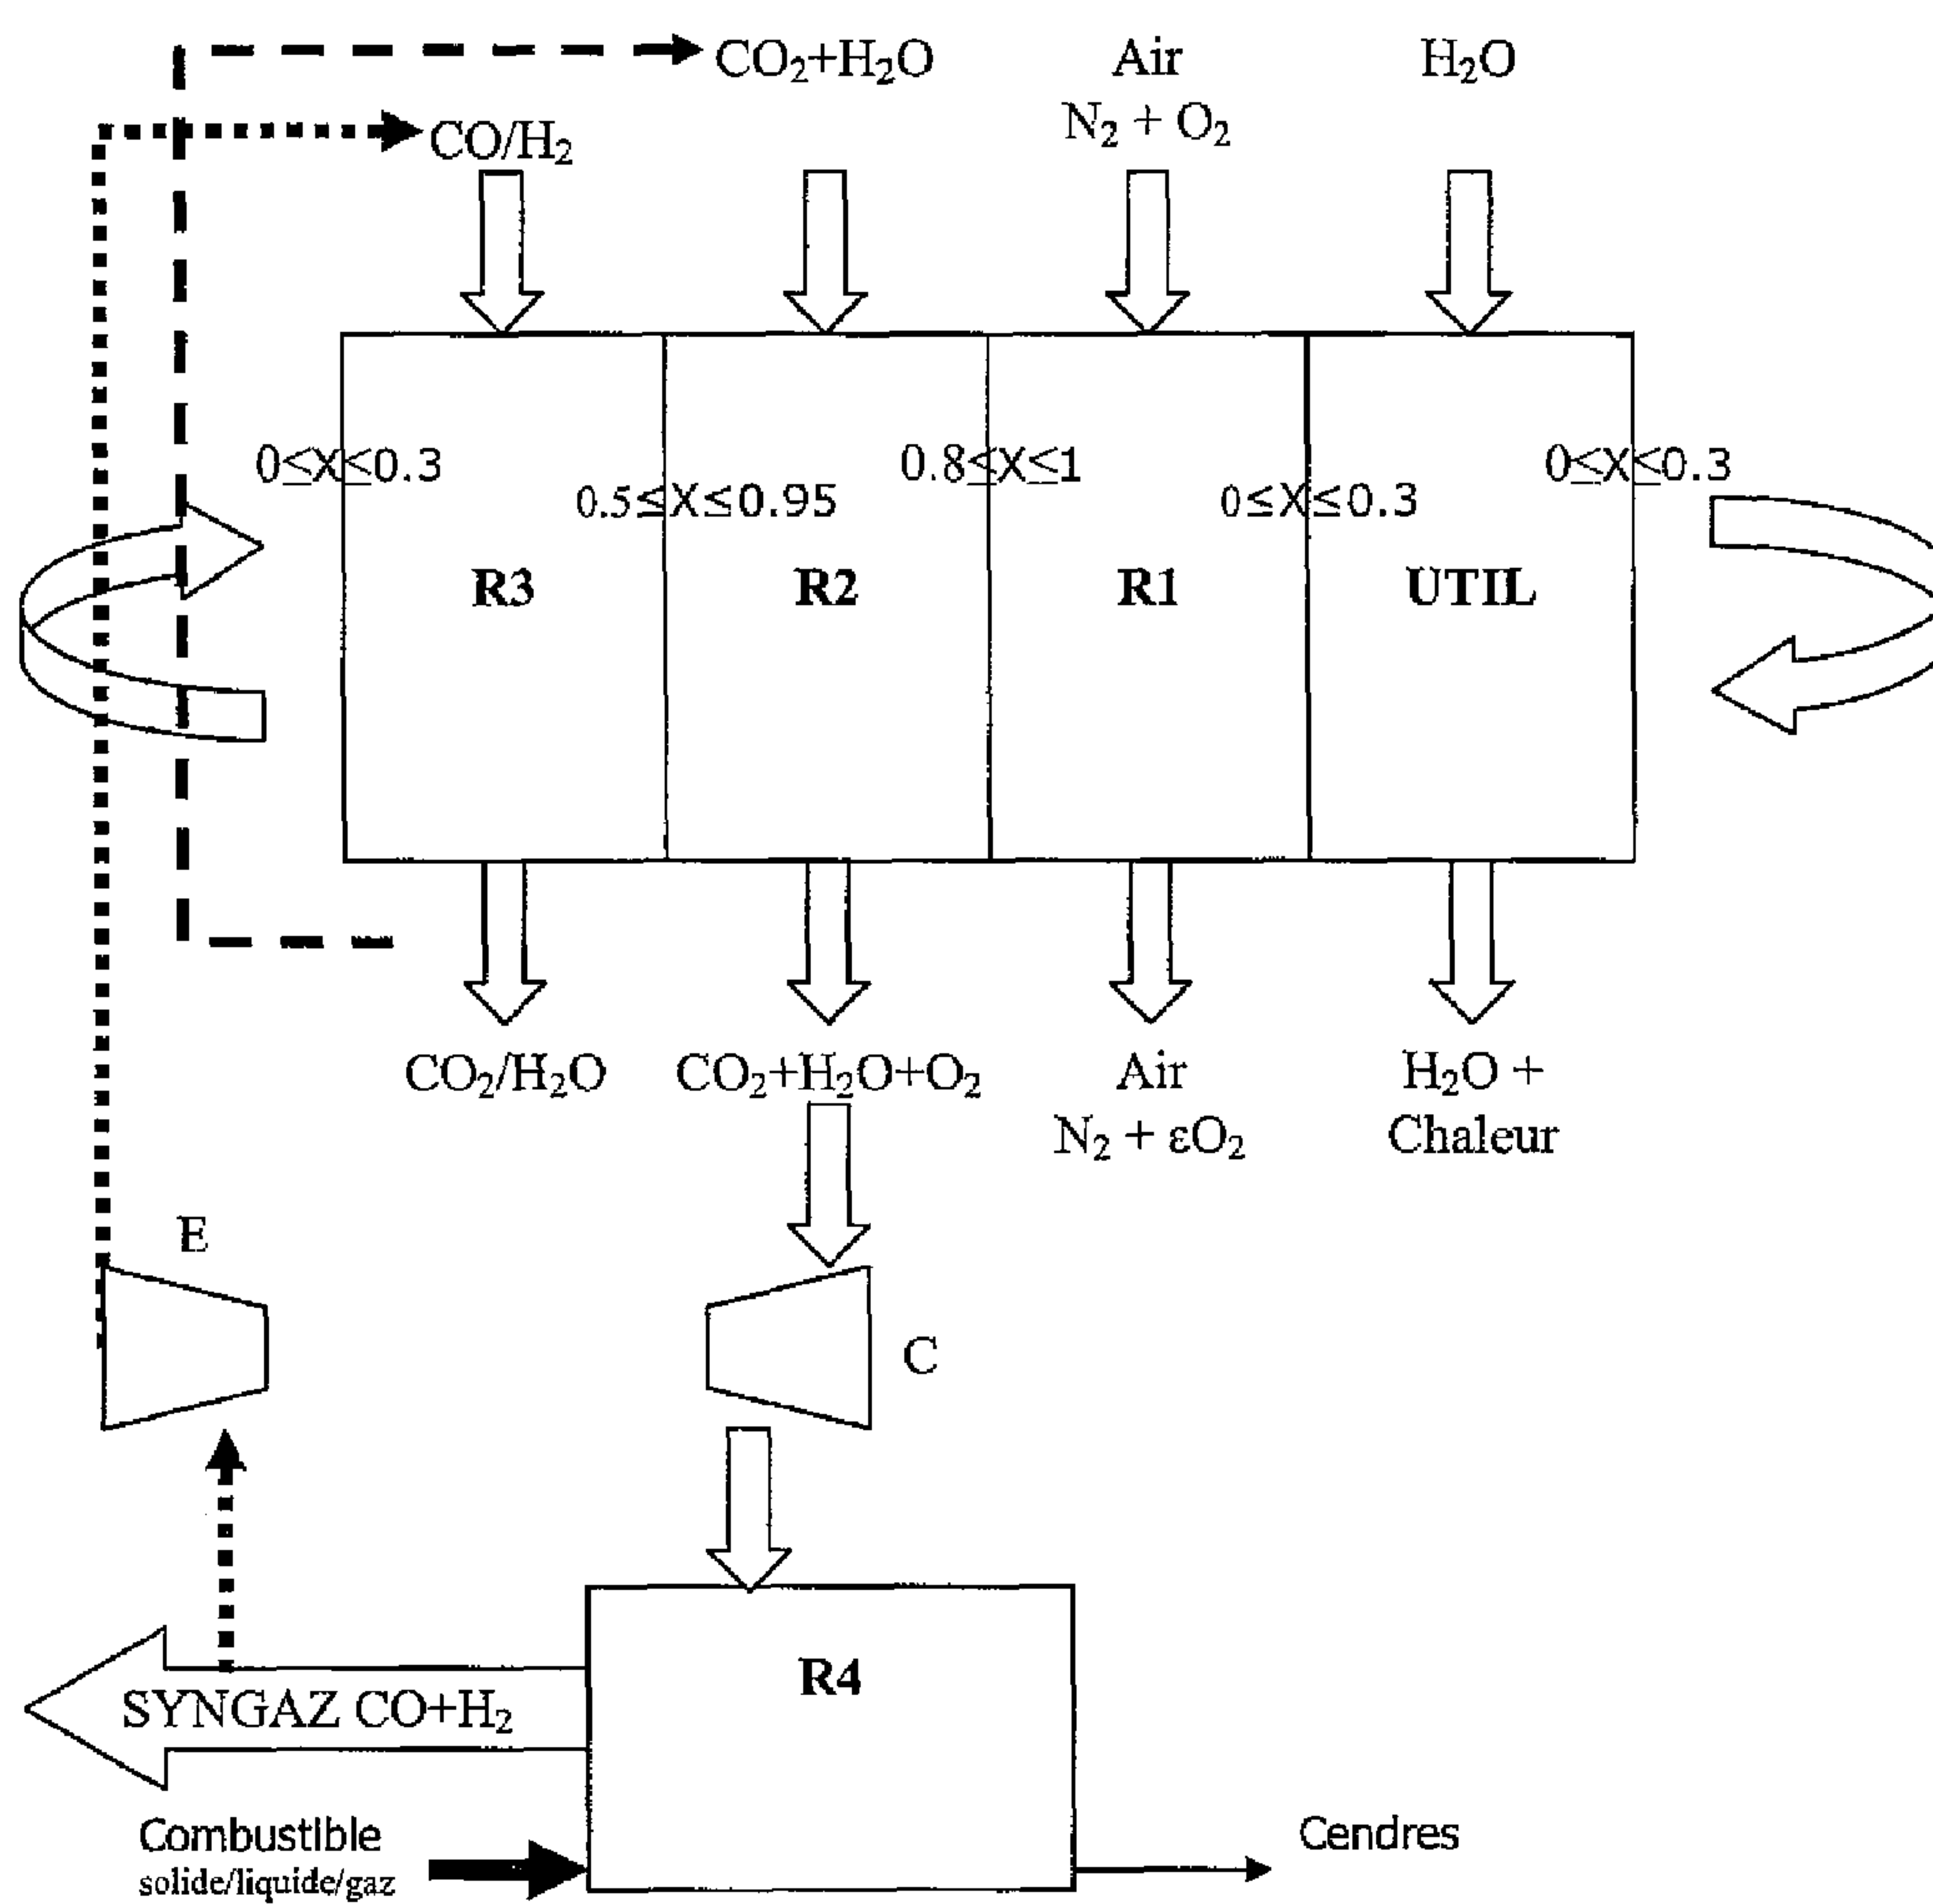 CO₂+H₂O
Air
H₂O
N₂ + O₂
CO/H₂
0≤X≤0.3
0.5≤X≤0.95
0.8≤X≤1
0≤X≤0.3
0≤X≤0.3
R3
R2
R1
UTIL
CO₂/H₂O
CO₂+H₂O+O₂
Air
N₂ + εO₂
H₂O +
Chaleur
E
C
R4
SYNGAZ CO+H₂
Combustible
solide/liquide/gaz
Cendres